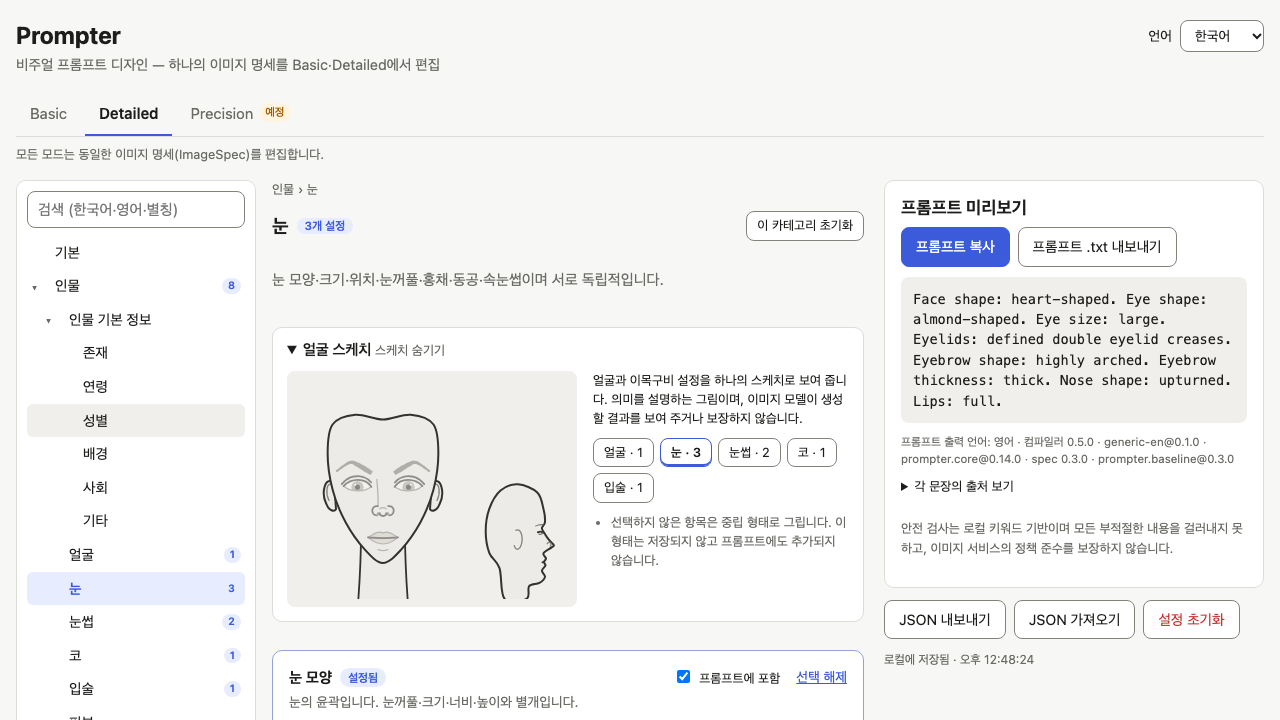 Prompter
언어
한국어
비주얼 프롬프트 디자인 — 하나의 이미지 명세를 Basic·Detailed에서 편집
Basic
Detailed
Precision
예정
모든 모드는 동일한 이미지 명세(ImageSpec)를 편집합니다.
검색 (한국어·영어·별칭)
기본
인물
8
인물 기본 정보
존재
연령
성별
배경
사회
기타
얼굴
1
눈
3
눈썹
2
코
1
입술
1
인물 › 눈
눈
3개 설정
이 카테고리 초기화
눈 모양·크기·위치·눈꺼풀·홍채·동공·속눈썹이며 서로 독립적입니다.
▼ 얼굴 스케치 스케치 숨기기
얼굴과 이목구비 설정을 하나의 스케치로 보여 줍니
다. 의미를 설명하는 그림이며, 이미지 모델이 생성
할 결과를 보여 주거나 보장하지 않습니다.
얼굴 · 1
눈 · 3
눈썹 · 2
코 · 1
입술 · 1
• 선택하지 않은 항목은 중립 형태로 그립니다. 이
형태는 저장되지 않고 프롬프트에도 추가되지
않습니다.
눈 모양
설정됨
프롬프트에 포함
선택 해제
눈의 윤곽입니다. 눈꺼풀·크기·너비·높이와 별개입니다.
프롬프트 미리보기
프롬프트 복사
프롬프트 .txt 내보내기
Face shape: heart-shaped. Eye shape:
almond-shaped. Eye size: large.
Eyelids: defined double eyelid creases.
Eyebrow shape: highly arched. Eyebrow
thickness: thick. Nose shape: upturned.
Lips: full.
프롬프트 출력 언어: 영어 · 컴파일러 0.5.0 · generic-en@0.1.0 ·
prompter.core@0.14.0 · spec 0.3.0 · prompter.baseline@0.3.0
▶ 각 문장의 출처 보기
안전 검사는 로컬 키워드 기반이며 모든 부적절한 내용을 걸러내지 못
하고, 이미지 서비스의 정책 준수를 보장하지 않습니다.
JSON 내보내기
JSON 가져오기
설정 초기화
로컬에 저장됨 · 오후 12:48:24